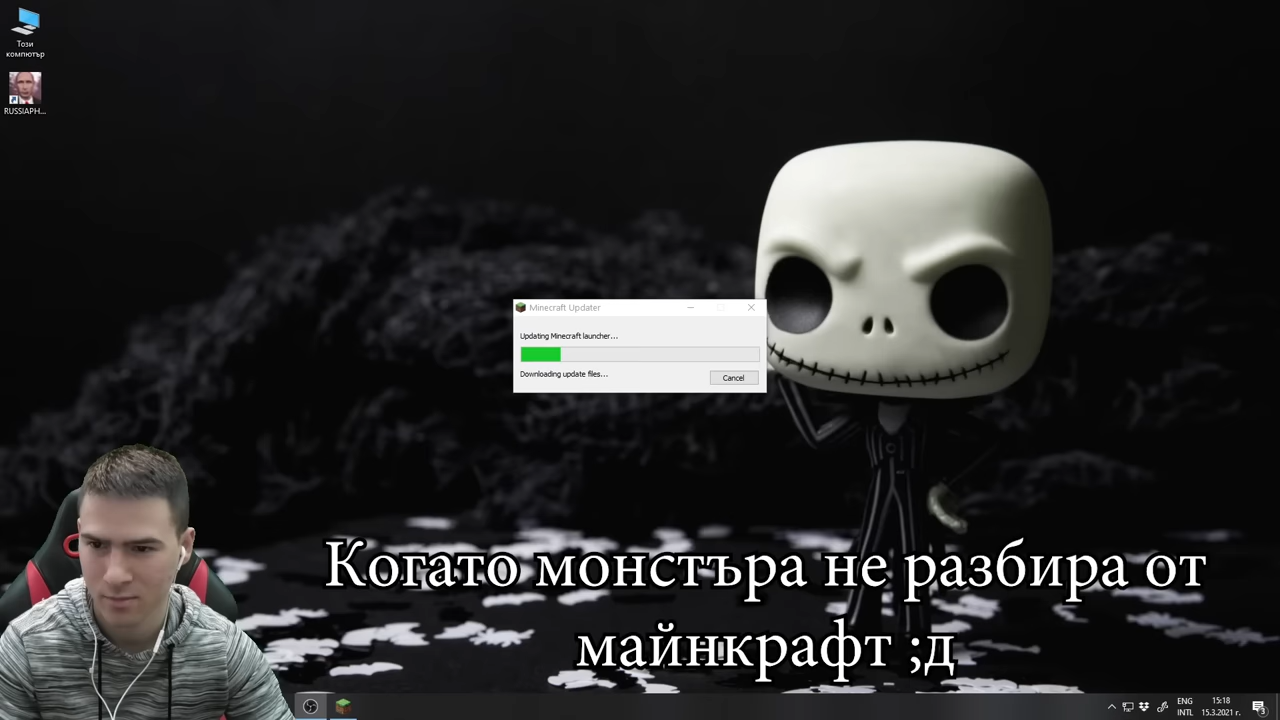 Този
компютър
RUSSIAPH...
Minecraft Updater
Updating Minecraft launcher...
Downloading update files...
Cancel
Когато монстъра не разбира от
майнкрафт ;д
ENG
INTL
15:18
15.3.2021 г.
3